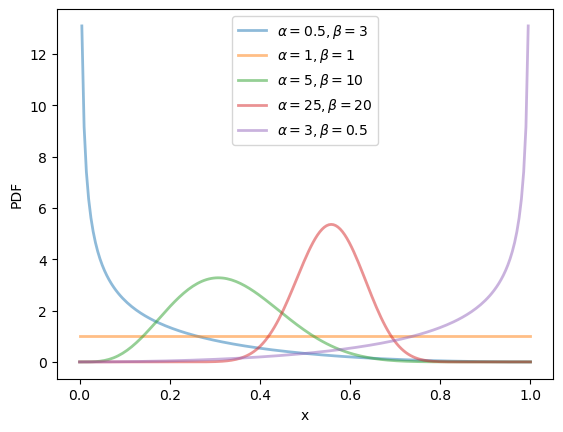 α = 0.5, β = 3
α = 1, β = 1
α = 5, β = 10
α = 25, β = 20
α = 3, β = 0.5
PDF
12
10
8
6
4
2
0
0.0 0.2 0.4 0.6 0.8 1.0
x